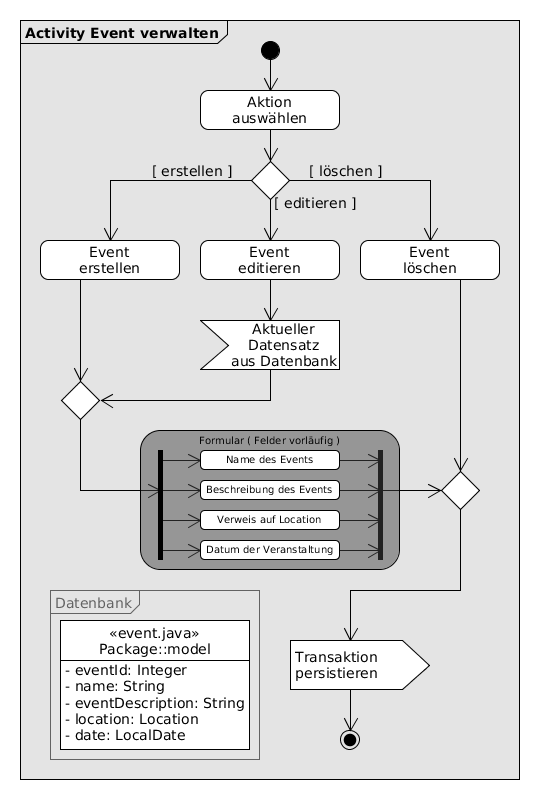 Activity Event verwalten
Aktion
auswählen
[ erstellen ]
[ löschen ]
[ editieren ]
Event
erstellen
Event
editieren
Event
löschen
Aktueller
Datensatz
aus Datenbank
Formular ( Felder vorläufig )
Name des Events
Beschreibung des Events
Verweis auf Location
Datum der Veranstaltung
Datenbank
«event.java»
Package::model
- eventId: Integer
- name: String
- eventDescription: String
- location: Location
- date: LocalDate
Transaktion
persistieren